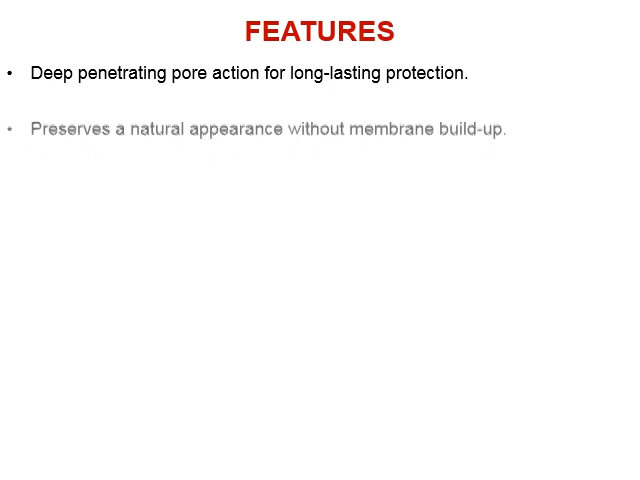 FEATURES
• Deep penetrating pore action for long-lasting protection.
• Preserves a natural appearance without membrane build-up.